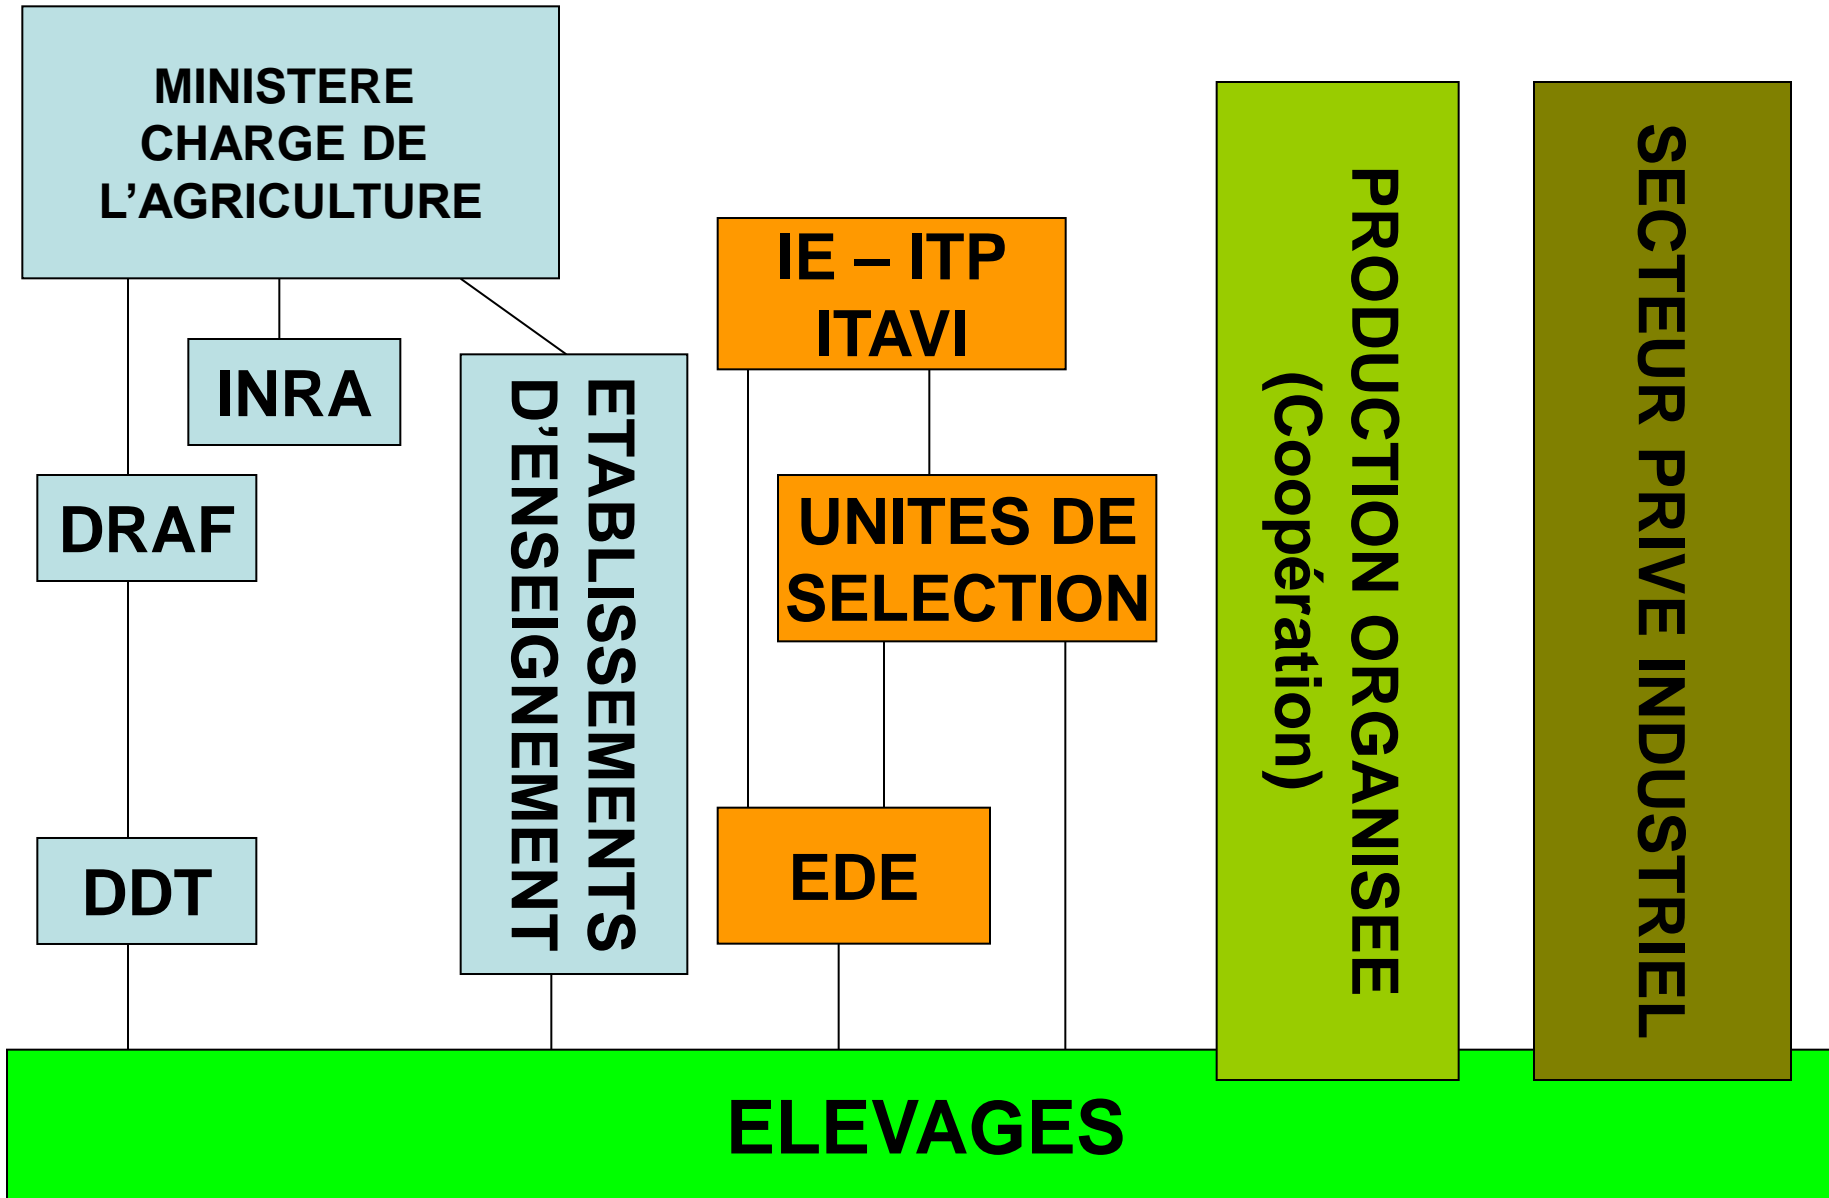 MINISTERE
CHARGE DE
L’AGRICULTURE
INRA
DRAF
DDT
ETABLISSEMENTS
D’ENSEIGNEMENT
IE – ITP
ITAVI
UNITES DE
SELECTION
EDE
PRODUCTION ORGANISEE
(Coopération)
SECTEUR PRIVE INDUSTRIEL
ELEVAGES